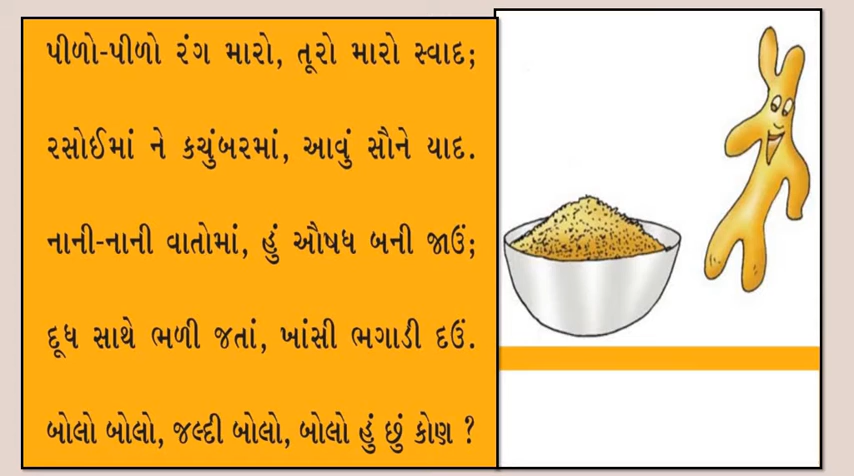 પીળો-પીળો રંગ મારો, તૂરો મારો સ્વાદ;
રસોઈમાં ને કચુંબરમાં, આવું સૌને યાદ.
નાની-નાની વાતોમાં, હું ઔષધ બની જાઉં;
દૂધ સાથે ભળી જતાં, ખાંસી ભગાડી દઉં.
બોલો બોલો, જલ્દી બોલો, બોલો હું છું કોણ ?